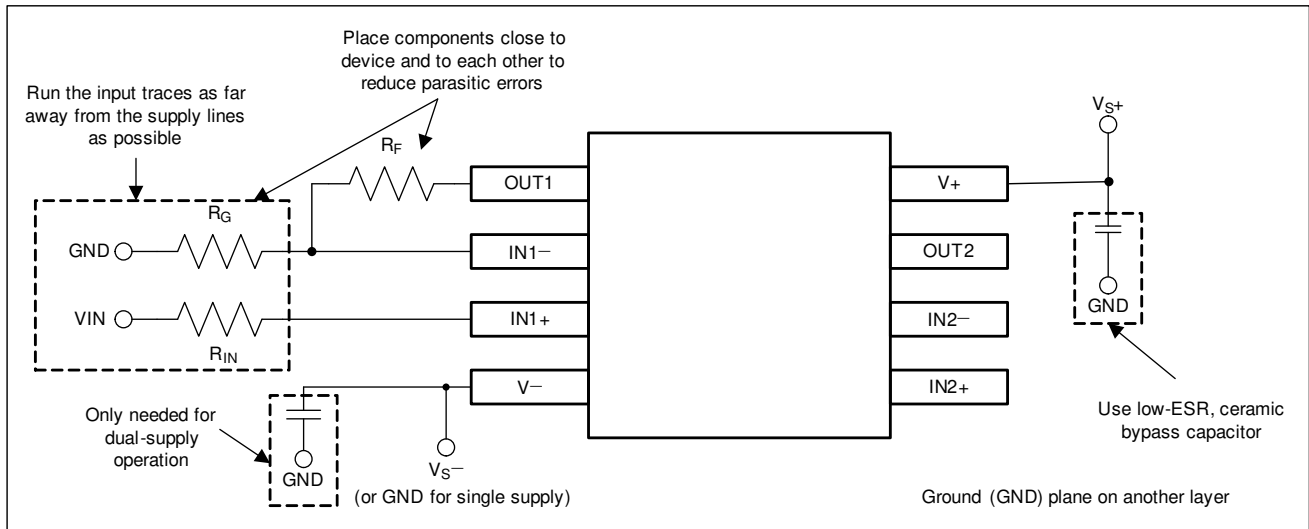 Place components close to
device and to each other to
reduce parasitic errors
Run the input traces as far
away from the supply lines
as possible
VS+
RF
OUT1
V+
RG
GND
IN1−
OUT2
GND
VIN
IN1+
IN2−
RIN
V−
IN2+
Only needed for
dual-supply
operation
Use low-ESR, ceramic
bypass capacitor
GND
VS−
(or GND for single supply)
Ground (GND) plane on another layer